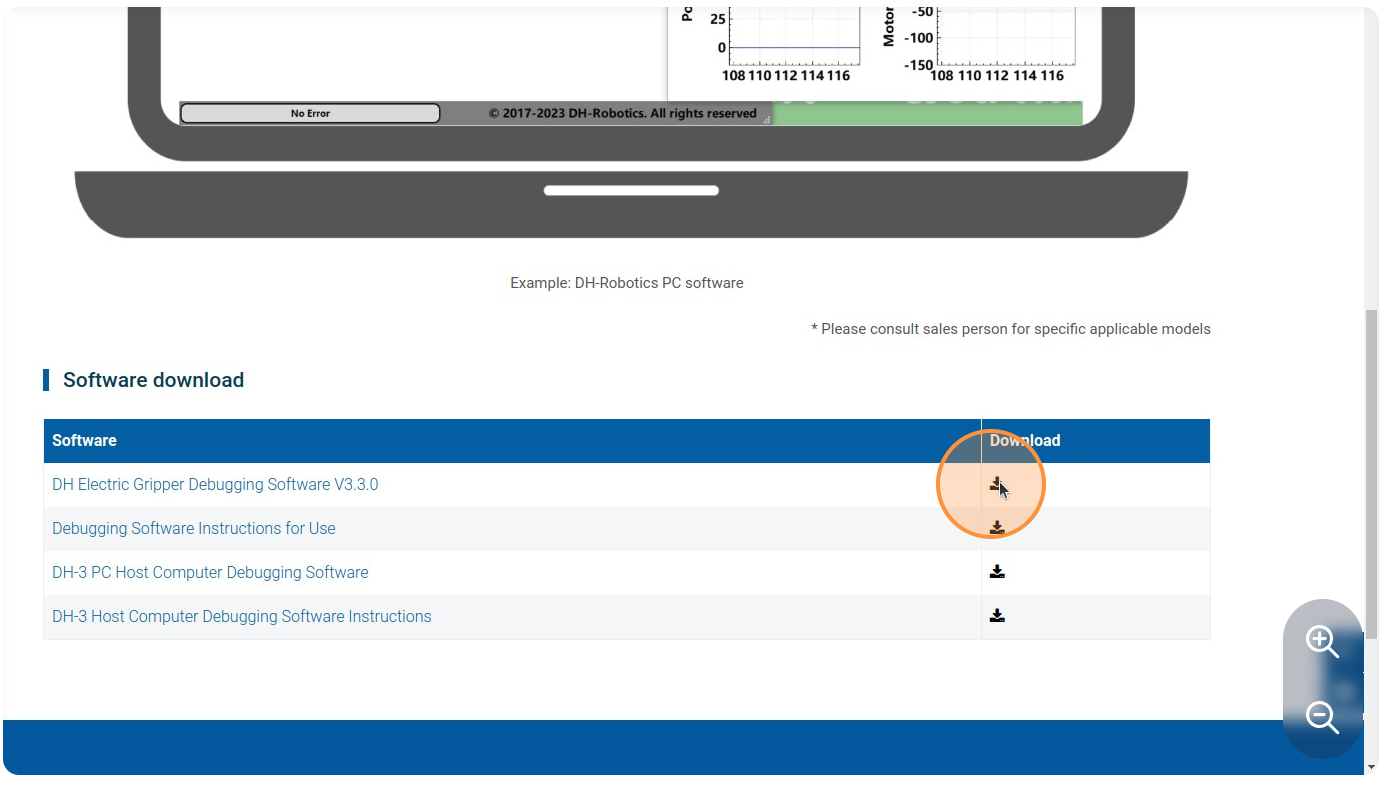 25
0
108 110 112 114 116
Motor
-50
-100
-150
108 110 112 114 116
No Error
© 2017-2023 DH-Robotics. All rights reserved
Example: DH-Robotics PC software
* Please consult sales person for specific applicable models
Software download
Software
Download
DH Electric Gripper Debugging Software V3.3.0
Debugging Software Instructions for Use
DH-3 PC Host Computer Debugging Software
DH-3 Host Computer Debugging Software Instructions